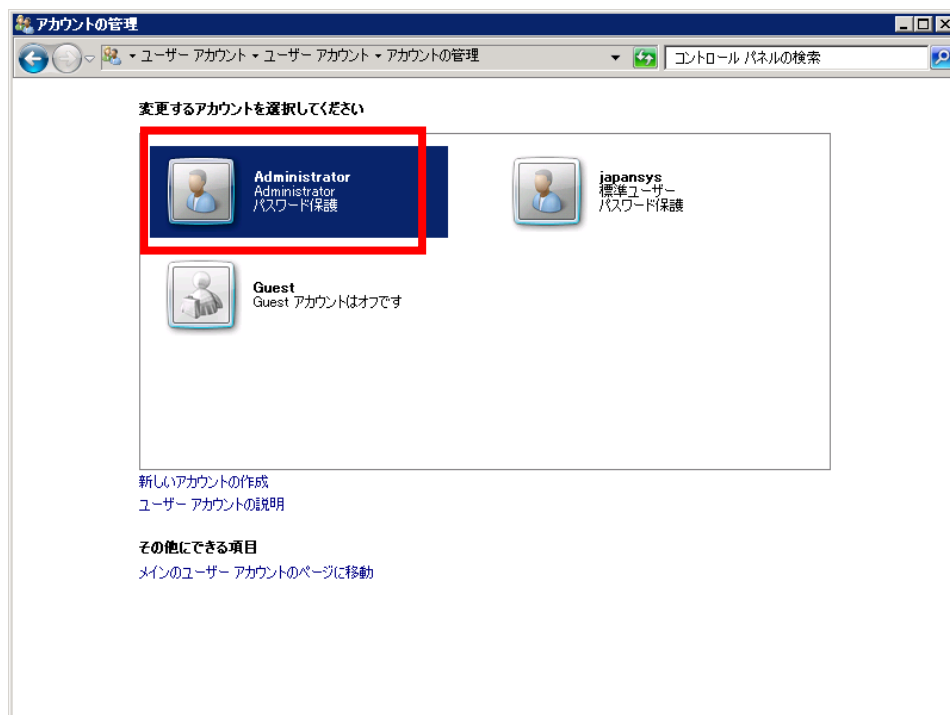 アカウントの管理
ユーザー アカウント ユーザー アカウント アカウントの管理 コントロール パネルの検索
変更するアカウントを選択してください
Administrator
Administrator
パスワード保護
japansys
標準ユーザー
パスワード保護
Guest
Guest アカウントはオフです
新しいアカウントの作成
ユーザー アカウントの説明
その他にできる項目
メインのユーザー アカウントのページに移動